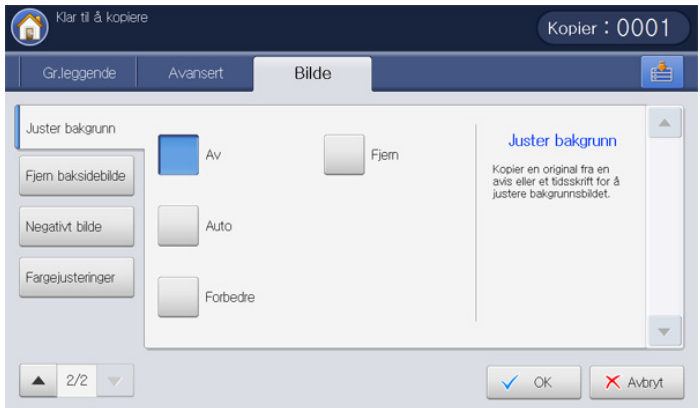 Klar til å kopiere
Kopier : 0001
Gr.leggende
Avansert
Bilde
Juster bakgrunn
Fjern baksidebilde
Negativt bilde
Fargejusteringer
Av
Fjern
Auto
Forbedre
Juster bakgrunn
Kopier en original fra en
avis eller et tidsskrift for å
justere bakgrunnsbildet.
2/2
OK
Avbryt